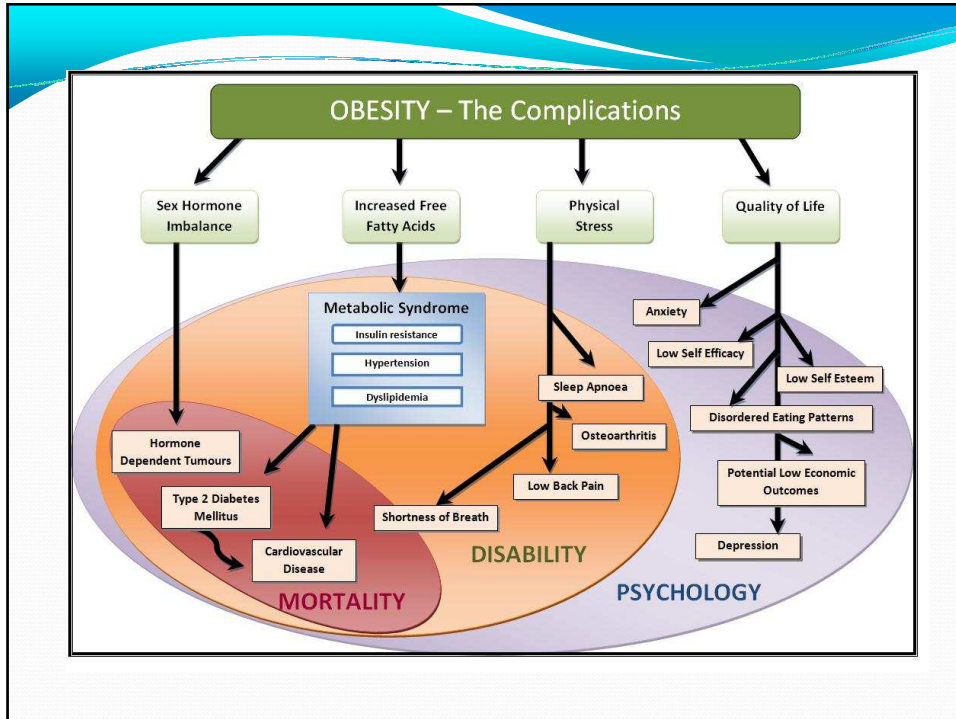 OBESITY – The Complications
Sex Hormone
Imbalance
Increased Free
Fatty Acids
Physical
Stress
Quality of Life
Metabolic Syndrome
Insulin resistance
Hypertension
Dyslipidemia
Anxiety
Low Self Efficacy
Low Self Esteem
Sleep Apnoea
Disordered Eating Patterns
Osteoarthritis
Hormone
Dependent Tumours
Potential Low Economic
Outcomes
Low Back Pain
Type 2 Diabetes
Mellitus
Shortness of Breath
Cardiovascular
Disease
Depression
DISABILITY
PSYCHOLOGY
MORTALITY